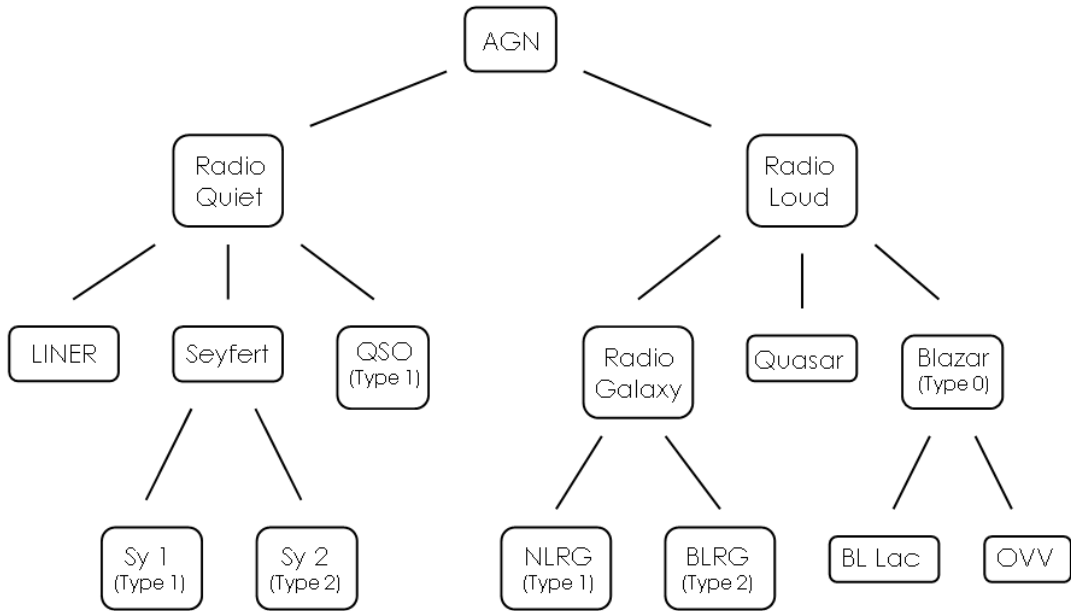 AGN
Radio
Quiet
Radio
Loud
LINER
Seyfert
QSO
(Type 1)
Radio
Galaxy
Quasar
Blazar
(Type 0)
Sy 1
(Type 1)
Sy 2
(Type 2)
NLRG
(Type 1)
BLRG
(Type 2)
BL Lac
OVV